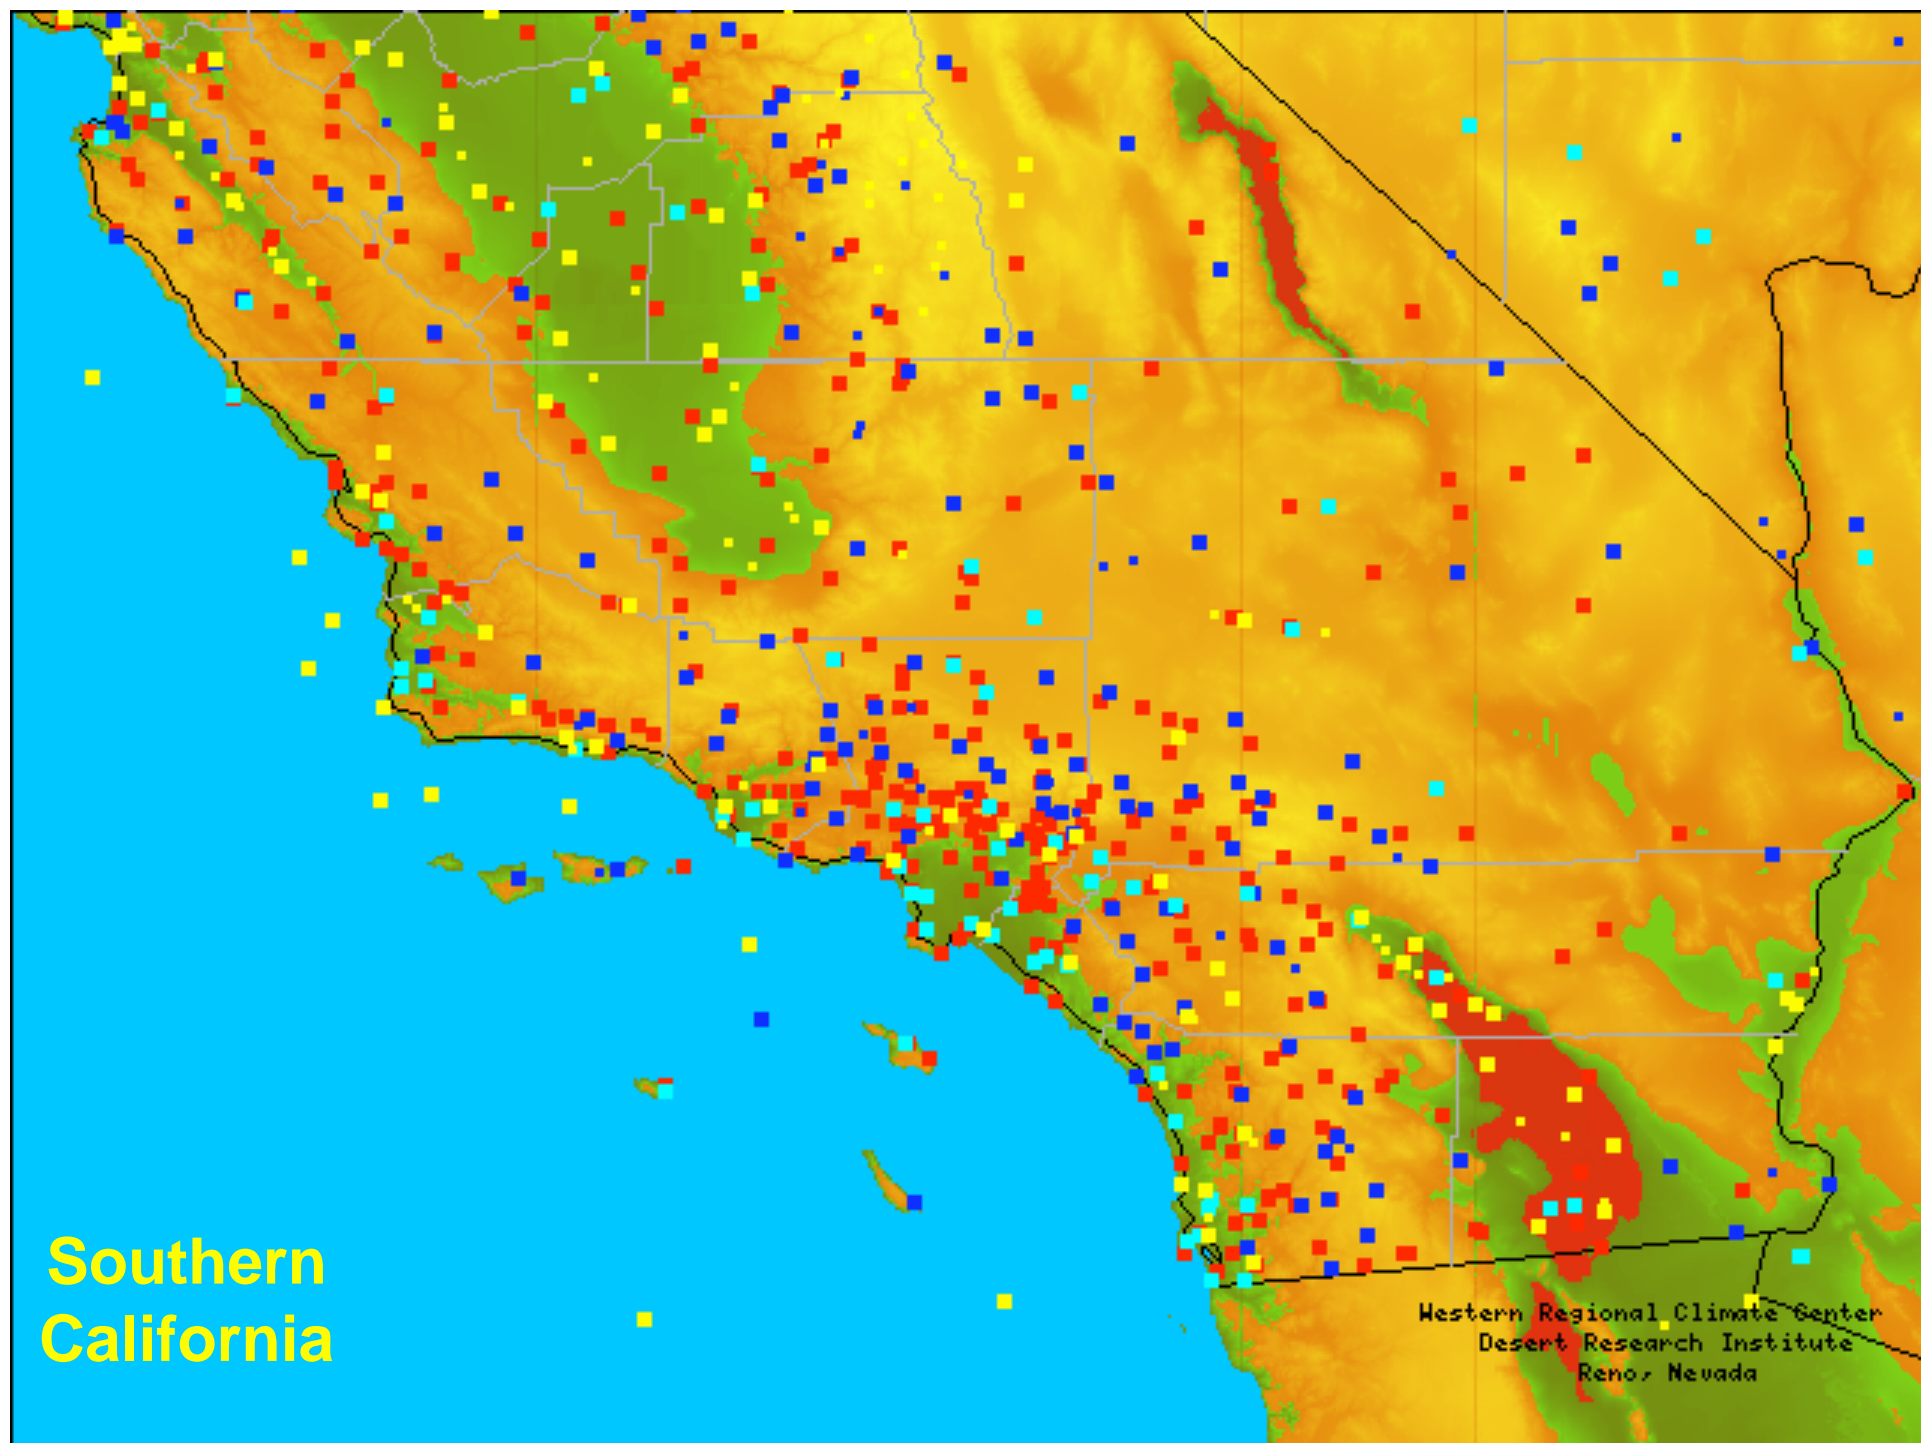 Southern
California
Western Regional Climate Center
Desert Research Institute
Reno, Nevada